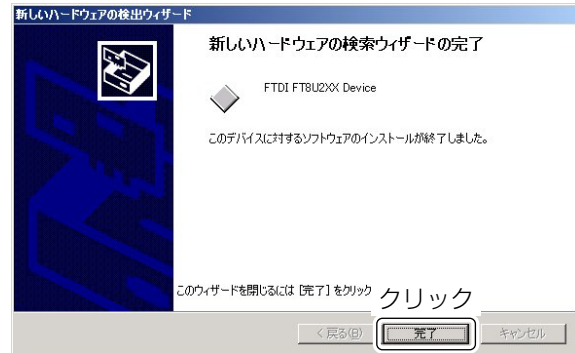 新しいハードウェアの検出ウィザード
新しいハードウェアの検索ウィザードの完了
FTDI FT8U2XX Device
このデバイスに対するソフトウェアのインストールが終了しました。
このウィザードを閉じるには [完了] をクリック
クリック
< 戻る(B)
完了
キャンセル